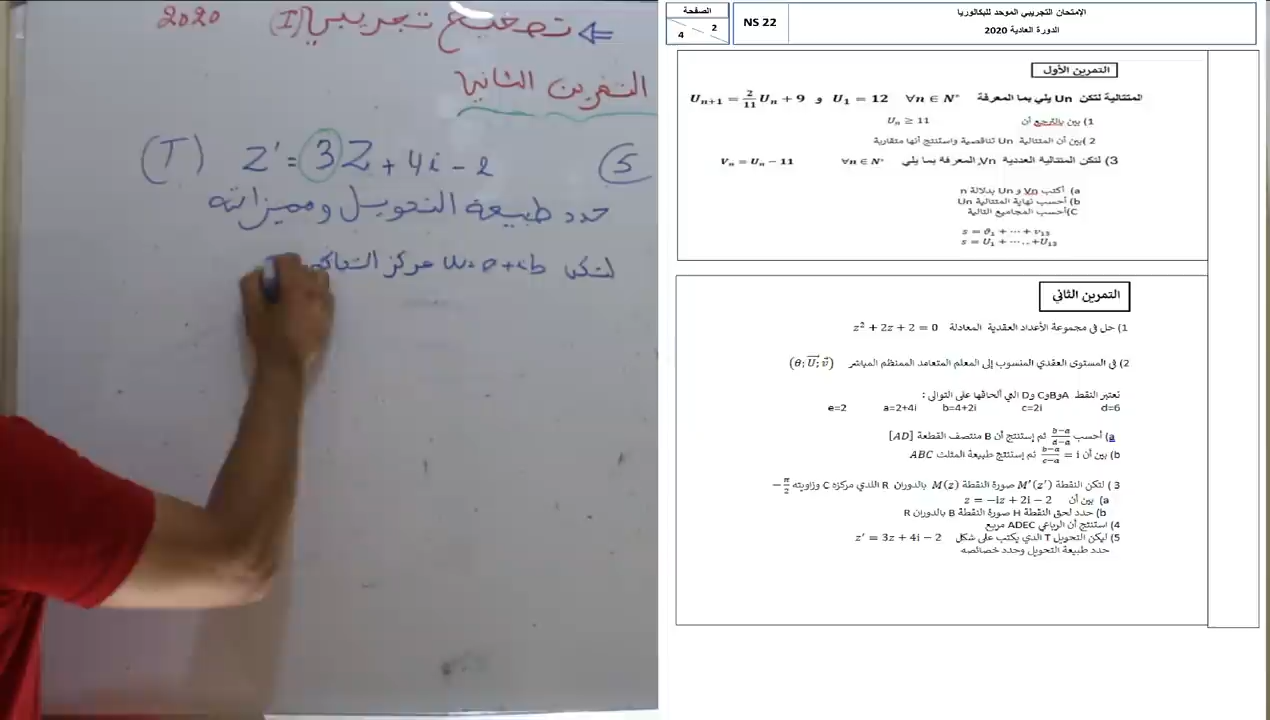 ⇐ تصحيح تجريبي (I) 2020
التمرين الثاني
(T) z' = 3Z + 4i - 2 (5
حدد طبيعة التحويل ومميزاته
لتكن w = a+ib مركز التحاكي
الصفحة
2
4
NS 22
الإمتحان التجريبي الموحد للبكالوريا
الدورة العادية 2020
التمرين الأول
المتتالية لتكن Un يلي بما المعرفة ∀n ∈ N* U₁ = 12 و Uₙ₊₁ = 2/11 Uₙ + 9
1) بين بالترجع أن Uₙ ≥ 11
2) بين أن المتتالية Un تناقصية واستنتج أنها متقاربة
3) لتكن المتتالية العددية Vn المعرفة بما يلي ∀n ∈ N* Vₙ = Uₙ − 11
a) أكتب Vn و Un بدلالة n
b) أحسب نهاية المتتالية Un
C) أحسب المجاميع التالية
s = ϑ₁ + ⋯ + v₁₃
s = U₁ + ⋯..+U₁₃
التمرين الثاني
1) حل في مجموعة الأعداد العقدية المعادلة z² + 2z + 2 = 0
2) في المستوى العقدي المنسوب إلى المعلم المتعامد الممنظم المباشر (θ; U⃗; v⃗)
تعتبر النقط AوBوC وD التي ألحاقها على التوالى :
e=2 a=2+4i b=4+2i c=2i d=6
a) أحسب (b−a)/(d−a) ثم إستنتج أن B منتصف القطعة [AD]
b) بين أن (b−a)/(c−a) = i ثم إستنتج طبيعة المثلث ABC
3) لتكن النقطة M′(z′) صورة النقطة M(z) بالدوران R اللذي مركزه C وزاويته −π/2
a) بين أن z = −iz + 2i − 2
b) حدد لحق النقطة H صورة النقطة B بالدوران R
4) استنتج أن الرباعي ADEC مربع
5) ليكن التحويل T الذي يكتب على شكل z′ = 3z + 4i − 2
حدد طبيعة التحويل وحدد خصائصه